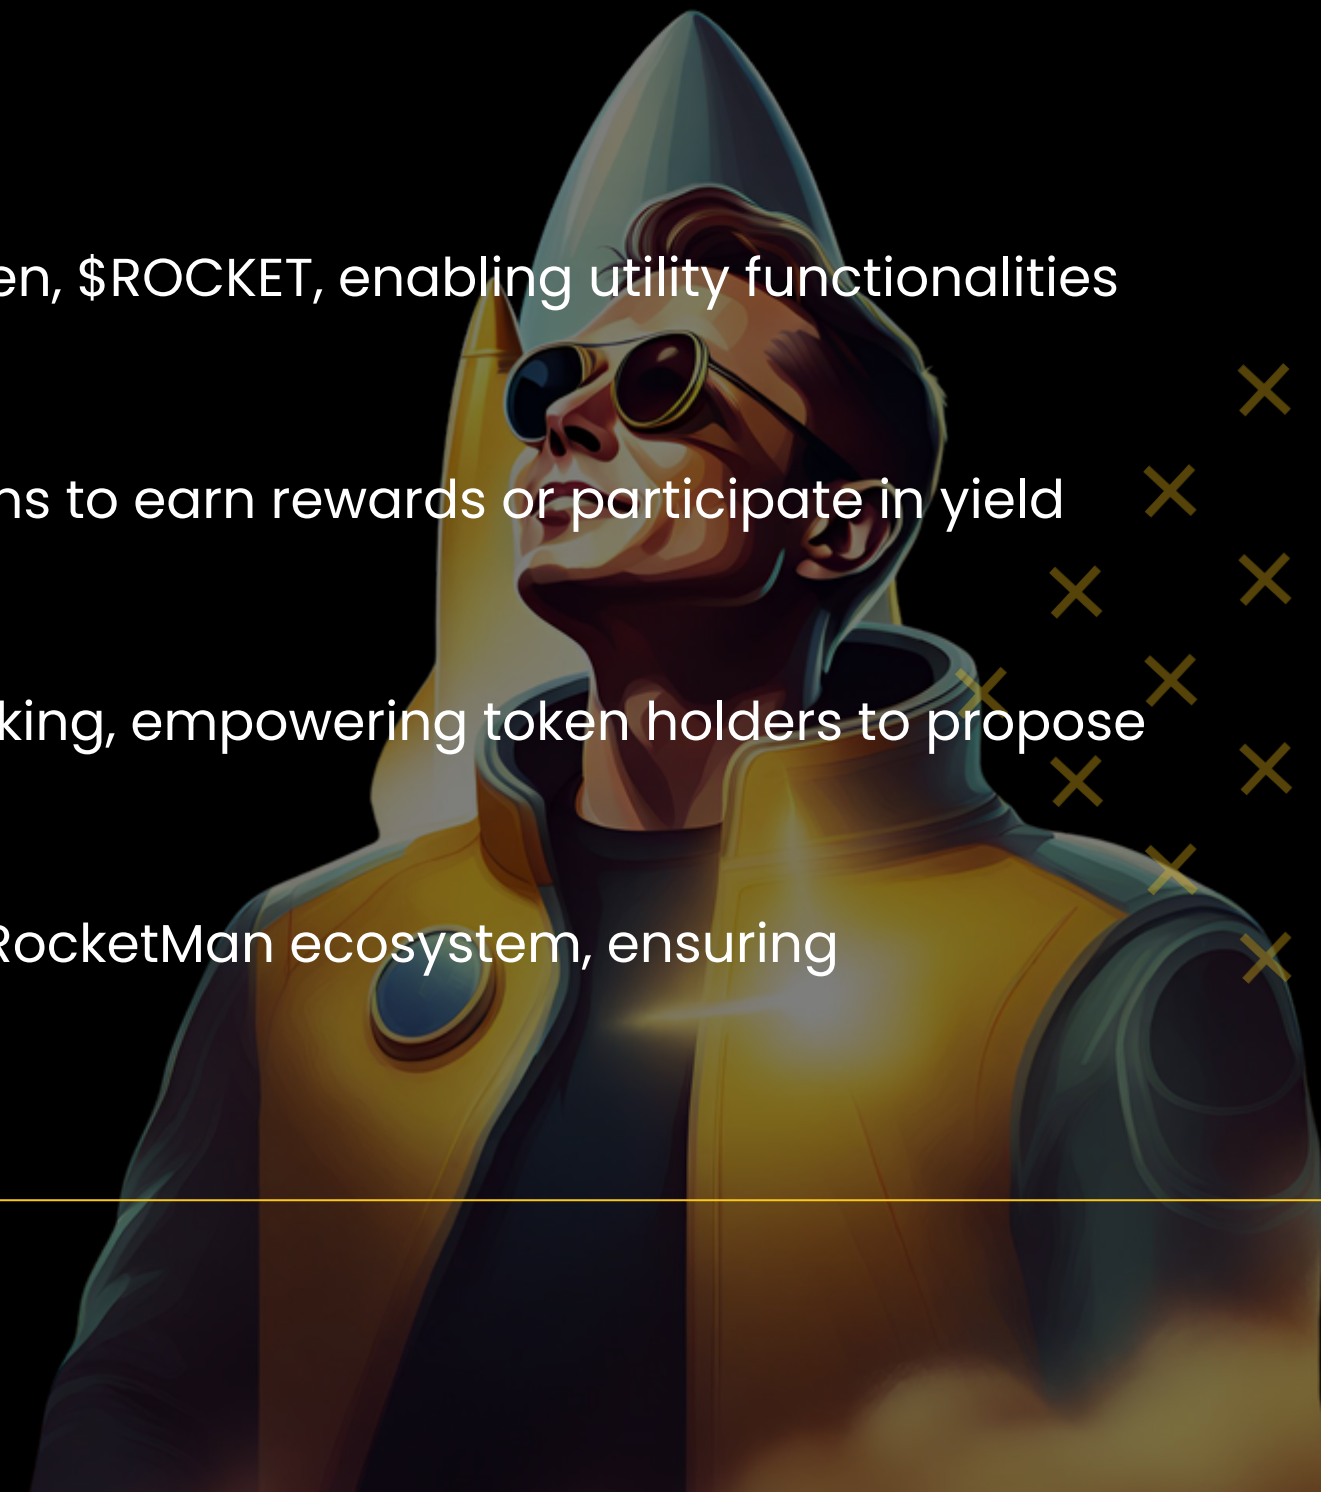 en, $ROCKET, enabling utility functionalities
ns to earn rewards or participate in yield
king, empowering token holders to propose
RocketMan ecosystem, ensuring